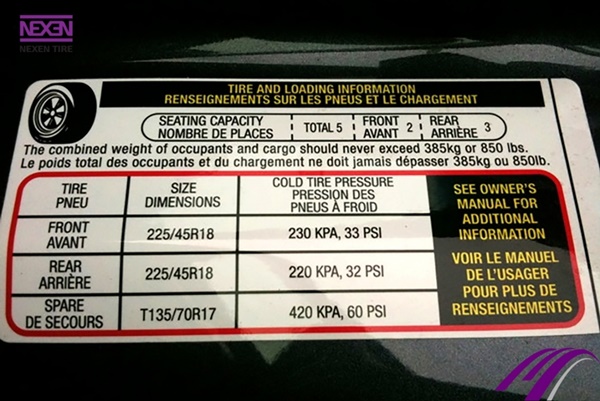 NEXEN
NEXEN TIRE
TIRE AND LOADING INFORMATION
RENSEIGNEMENTS SUR LES PNEUS ET LE CHARGEMENT
SEATING CAPACITY
NOMBRE DE PLACES
TOTAL 5
FRONT
AVANT 2
REAR
ARRIÈRE 3
The combined weight of occupants and cargo should never exceed 385kg or 850 lbs.
Le poids total des occupants et du chargement ne doit jamais dépasser 385kg ou 850lb.
TIRE
PNEU
SIZE
DIMENSIONS
COLD TIRE PRESSURE
PRESSION DES
PNEUS À FROID
FRONT
AVANT
225/45R18
230 KPA, 33 PSI
REAR
ARRIÈRE
225/45R18
220 KPA, 32 PSI
SPARE
DE SECOURS
T135/70R17
420 KPA, 60 PSI
SEE OWNER'S
MANUAL FOR
ADDITIONAL
INFORMATION
VOIR LE MANUEL
DE L'USAGER
POUR PLUS DE
RENSEIGNEMENTS